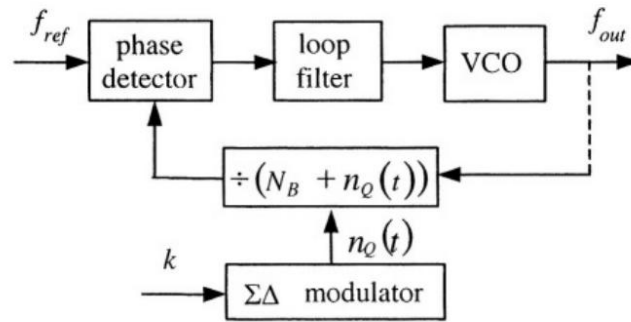 f_ref
phase
detector
loop
filter
VCO
f_out
÷(N_B + n_Q(t))
n_Q(t)
k
ΣΔ modulator